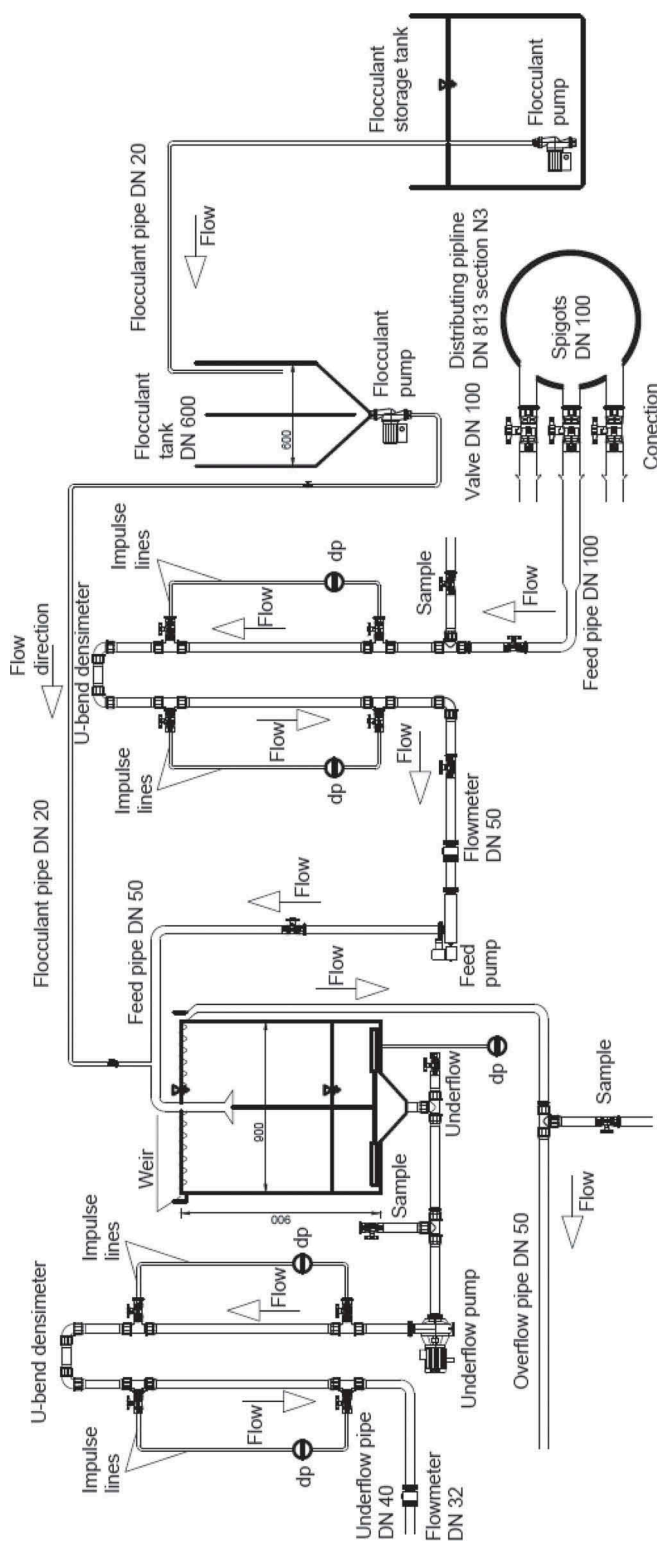 Flocculant
storage tank
Flocculant
pump
Flocculant pipe DN 20
Flow
Distributing pipline
DN 813 section N3
Spigots
DN 100
Valve DN 100
Conection
Flocculant
tank
DN 600
600
Flocculant
pump
Impulse
lines
dp
Flow
Sample
Flow
Feed pipe DN 100
Flow
direction
U-bend densimeter
Impulse
lines
dp
Flow
Flow
Flowmeter
DN 50
Flocculant pipe DN 20
Feed pipe DN 50
Flow
Feed
pump
Flow
Weir
900
900
Underflow
dp
Sample
Sample
Flow
Overflow pipe DN 50
U-bend densimeter
Impulse
lines
dp
Flow
Underflow pump
Impulse
lines
dp
Flow
Underflow pipe
DN 40
Flowmeter
DN 32